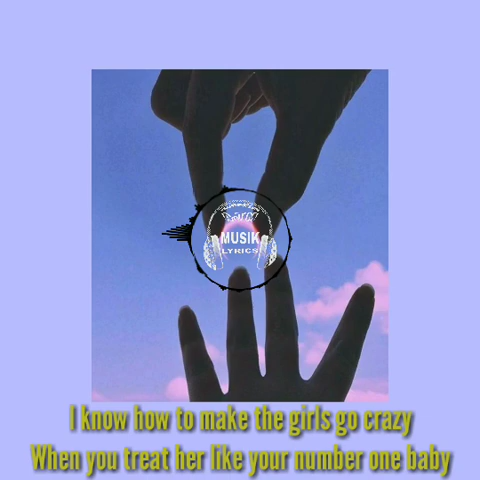 MUSIK
LYRICS
I know how to make the girls go crazy
When you treat her like your number one baby